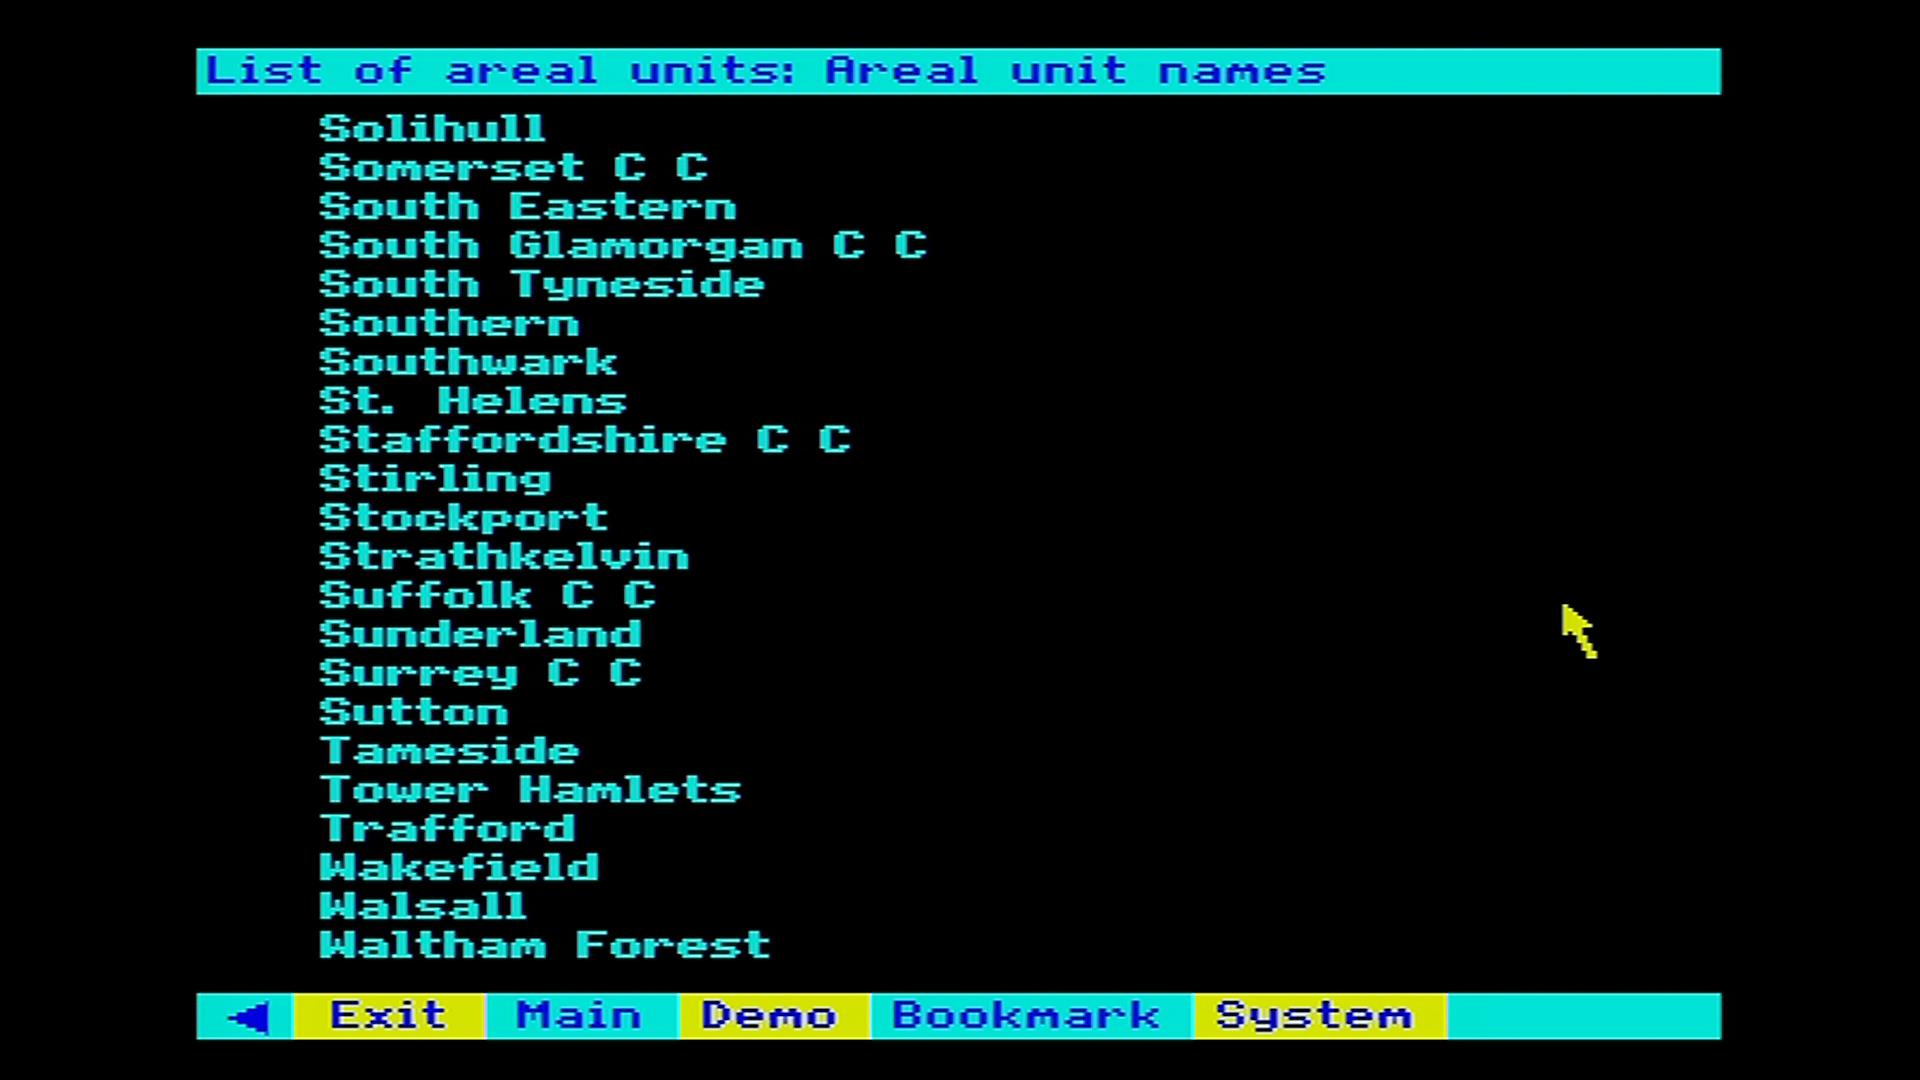 List of areal units: Areal unit names
Solihull
Somerset C C
South Eastern
South Glamorgan C C
South Tyneside
Southern
Southwark
St. Helens
Staffordshire C C
Stirling
Stockport
Strathkelvin
Suffolk C C
Sunderland
Surrey C C
Sutton
Tameside
Tower Hamlets
Trafford
Wakefield
Walsall
Waltham Forest
Exit Main Demo Bookmark System